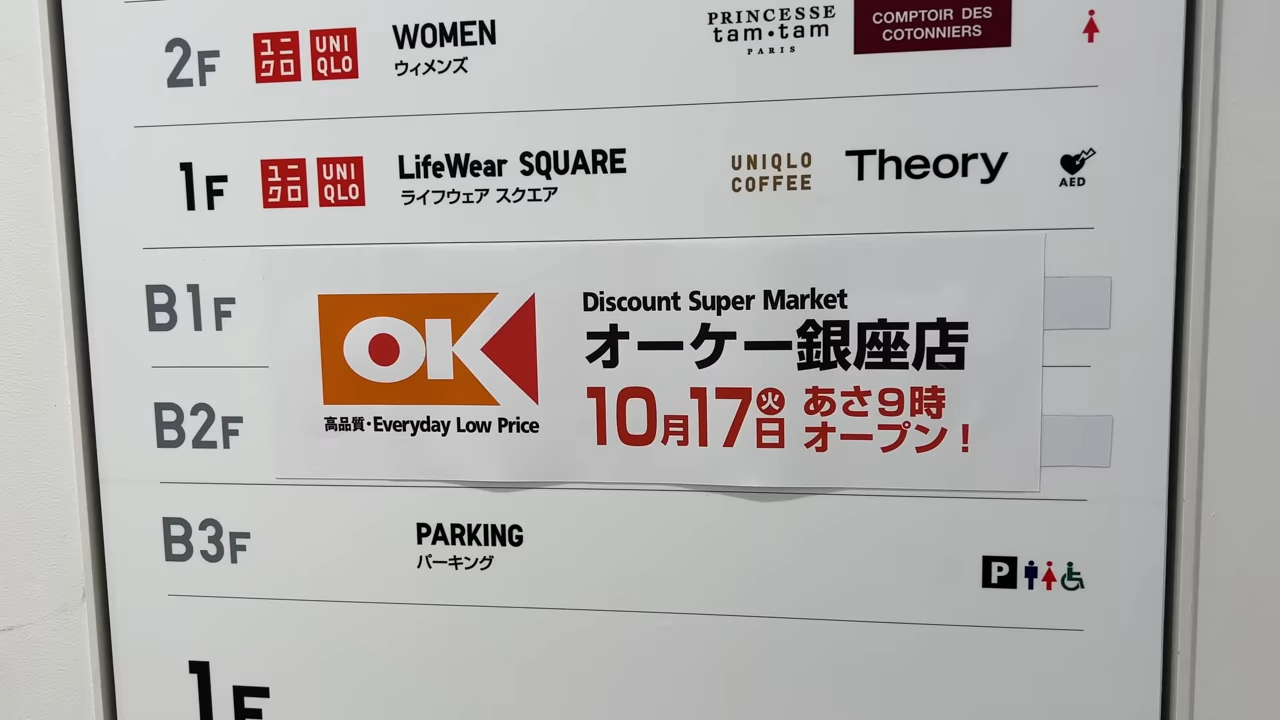 2F ユニクロ UNIQLO WOMEN PRINCESSE tam・tam PARIS COMPTOIR DES COTONNIERS
ウィメンズ
1F ユニクロ UNIQLO LifeWear SQUARE UNIQLO COFFEE Theory AED
ライフウェア スクエア
B1F
B2F
OK
高品質・Everyday Low Price
Discount Super Market
オーケー銀座店
10月17日火 あさ9時
オープン！
B3F PARKING P
パーキング
1F